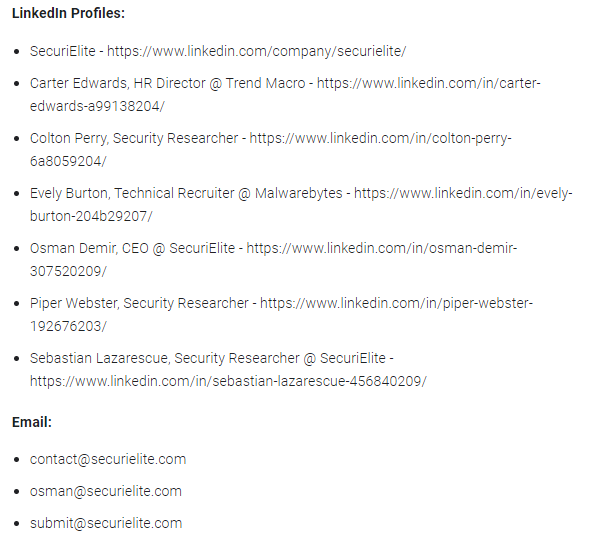 LinkedIn Profiles:
SecuriElite - https://www.linkedin.com/company/securielite/
Carter Edwards, HR Director @ Trend Macro - https://www.linkedin.com/in/carter-
edwards-a99138204/
Colton Perry, Security Researcher - https://www.linkedin.com/in/colton-perry-
6a8059204/
Evely Burton, Technical Recruiter @ Malwarebytes - https://www.linkedin.com/in/evely-
burton-204b29207/
Osman Demir, CEO @ SecuriElite - https://www.linkedin.com/in/osman-demir-
307520209/
Piper Webster, Security Researcher - https://www.linkedin.com/in/piper-webster-
192676203/
Sebastian Lazarescue, Security Researcher @ SecuriElite -
https://www.linkedin.com/in/sebastian-lazarescue-456840209/
Email:
contact@securielite.com
osman@securielite.com
submit@securielite.com